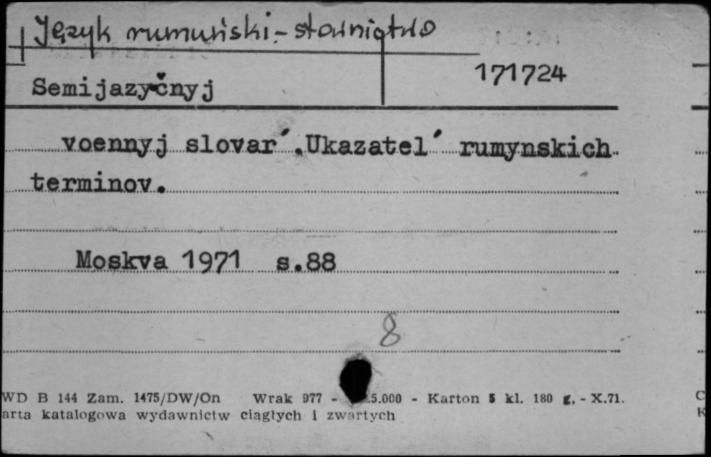 Język rumuński - słownictwo
171724
Semijazyčnyj
voennyj slovar´.Ukazatel´ rumynskich
terminov.
Moskva 1971 s.88
8
WD B 144 Zam. 1475/DW/On Wrak 977 - 5.000 - Karton 5 kl. 180 g. - X.71.
arta katalogowa wydawnictw ciągłych i zwartych